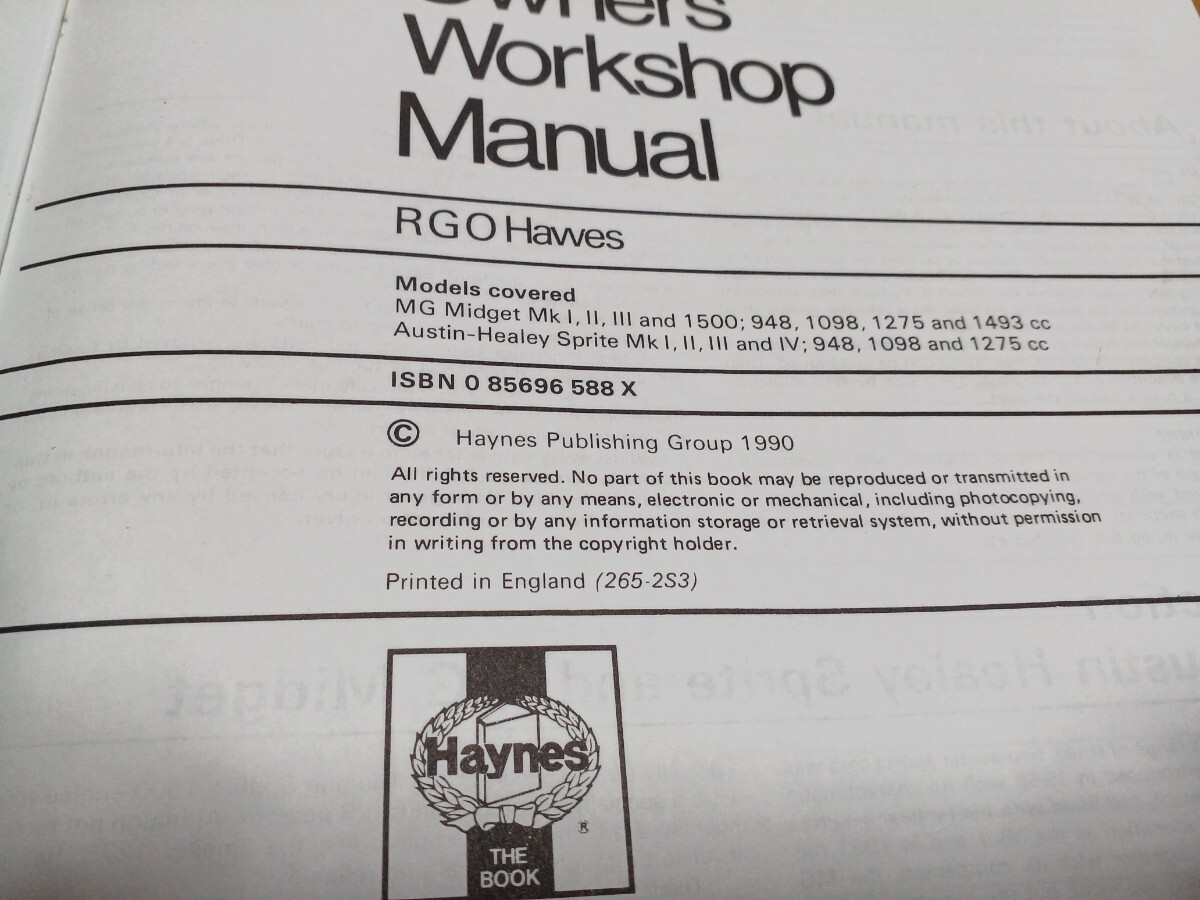 Owners
Workshop
Manual
R G O Hawes
Models covered
MG Midget Mk I, II, III and 1500; 948, 1098, 1275 and 1493 cc
Austin-Healey Sprite Mk I, II, III and IV; 948, 1098 and 1275 cc
ISBN 0 85696 588 X
© Haynes Publishing Group 1990
All rights reserved. No part of this book may be reproduced or transmitted in
any form or by any means, electronic or mechanical, including photocopying,
recording or by any information storage or retrieval system, without permission
in writing from the copyright holder.
Printed in England (265-2S3)
Haynes
®
THE
BOOK